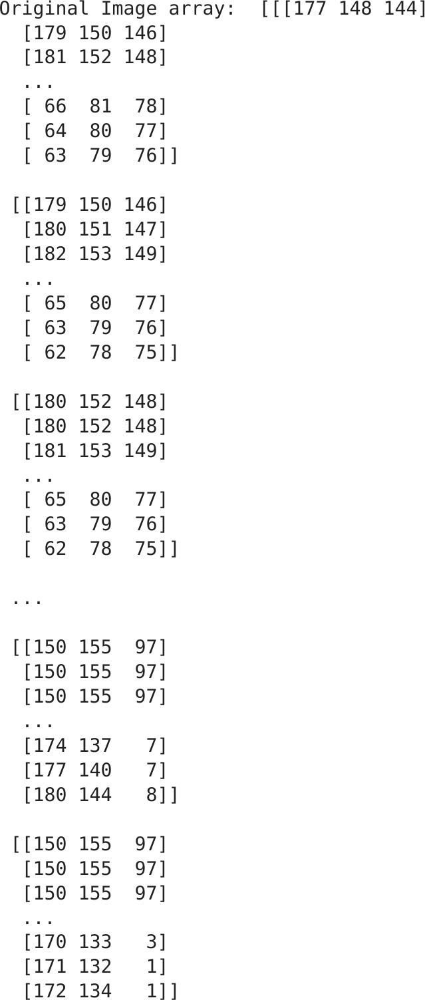 Original Image array:  [[[177 148 144]
  [179 150 146]
  [181 152 148]
  ...
  [ 66  81  78]
  [ 64  80  77]
  [ 63  79  76]]

 [[179 150 146]
  [180 151 147]
  [182 153 149]
  ...
  [ 65  80  77]
  [ 63  79  76]
  [ 62  78  75]]

 [[180 152 148]
  [180 152 148]
  [181 153 149]
  ...
  [ 65  80  77]
  [ 63  79  76]
  [ 62  78  75]]

 ...

 [[150 155  97]
  [150 155  97]
  [150 155  97]
  ...
  [174 137   7]
  [177 140   7]
  [180 144   8]]

 [[150 155  97]
  [150 155  97]
  [150 155  97]
  ...
  [170 133   3]
  [171 132   1]
  [172 134   1]]